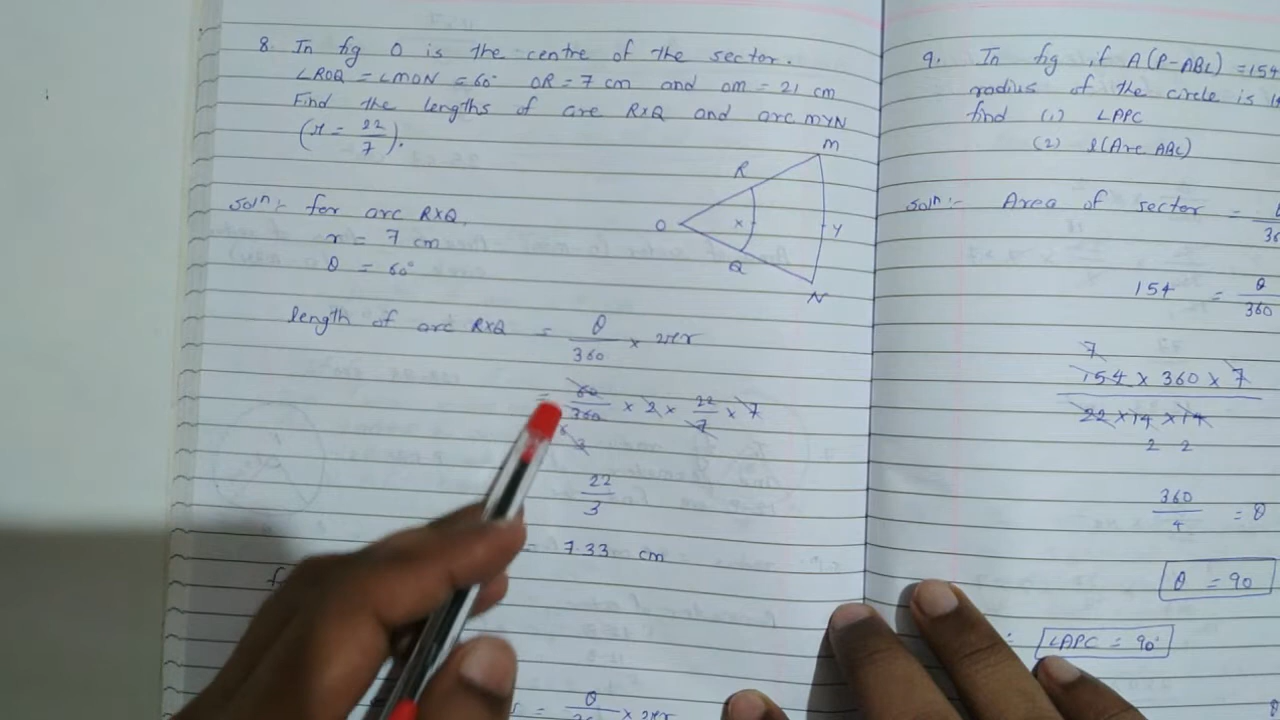 8. In fig O is the centre of the sector.
∠ROQ = ∠MON = 60° OR = 7 cm and OM = 21 cm
Find the lengths of arc RXQ and arc MYN
(π = 22/7).
M
R
O
X
Y
Q
N
Solⁿ:- for arc RXQ,
r = 7 cm
θ = 60°
length of arc RXQ = θ/360 × 2πr
= 60/360 × 2 × 22/7 × 7
6 3
22/3
= 7.33 cm
= θ/36 × 2πr
9. In fig if A(P-ABC) = 154
radius of the circle is
find (1) ∠APC
(2) l(Arc ABC)
Solⁿ:- Area of sector =
154 = θ/360
7
154 × 360 × 7
22 × 14 × 14
2 2
360/4 = θ
θ = 90
∠APC = 90°